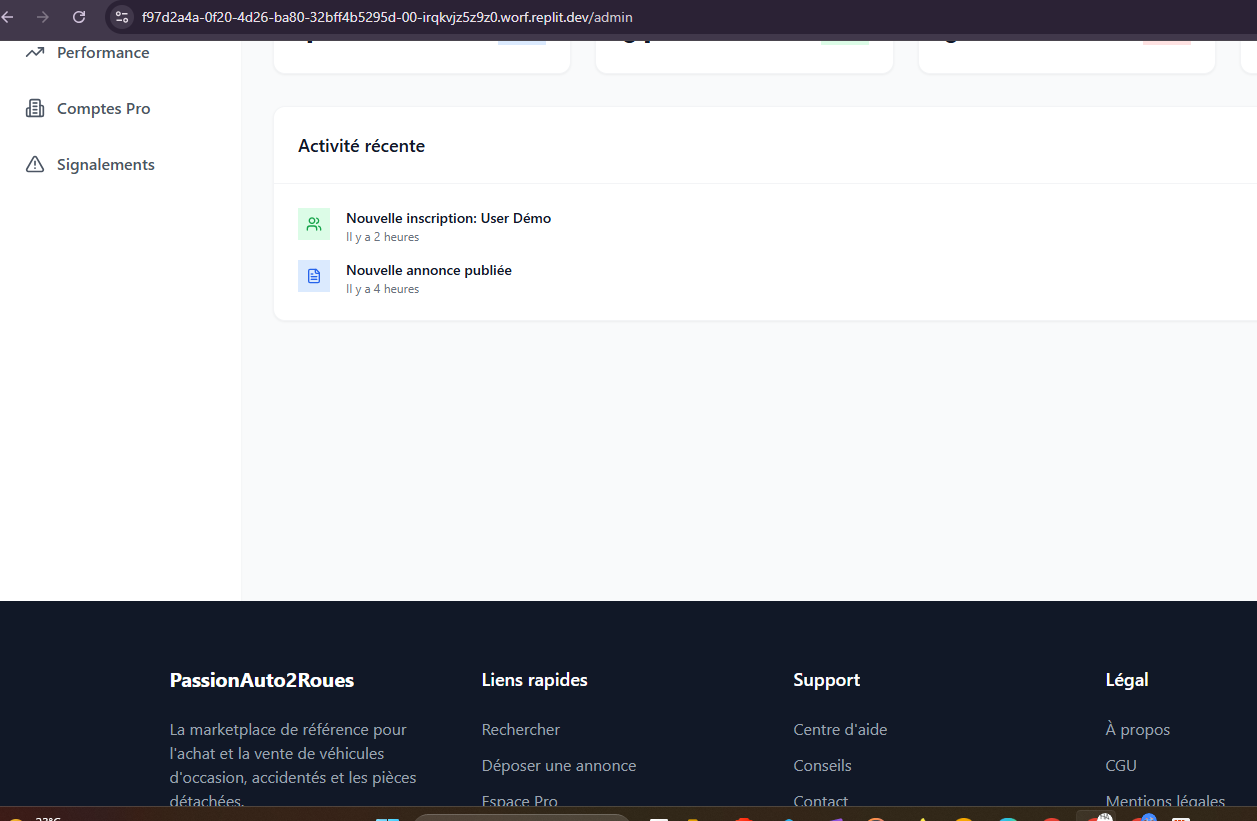 f97d2a4a-0f20-4d26-ba80-32bff4b5295d-00-irqkvjz5z9z0.worf.replit.dev/admin
Performance
Comptes Pro
Signalements
Activité récente
Nouvelle inscription: User Démo
Il y a 2 heures
Nouvelle annonce publiée
Il y a 4 heures
PassionAuto2Roues
La marketplace de référence pour
l'achat et la vente de véhicules
d'occasion, accidentés et les pièces
détachées.
Liens rapides
Rechercher
Déposer une annonce
Espace Pro
Support
Centre d'aide
Conseils
Contact
Légal
À propos
CGU
Mentions légales